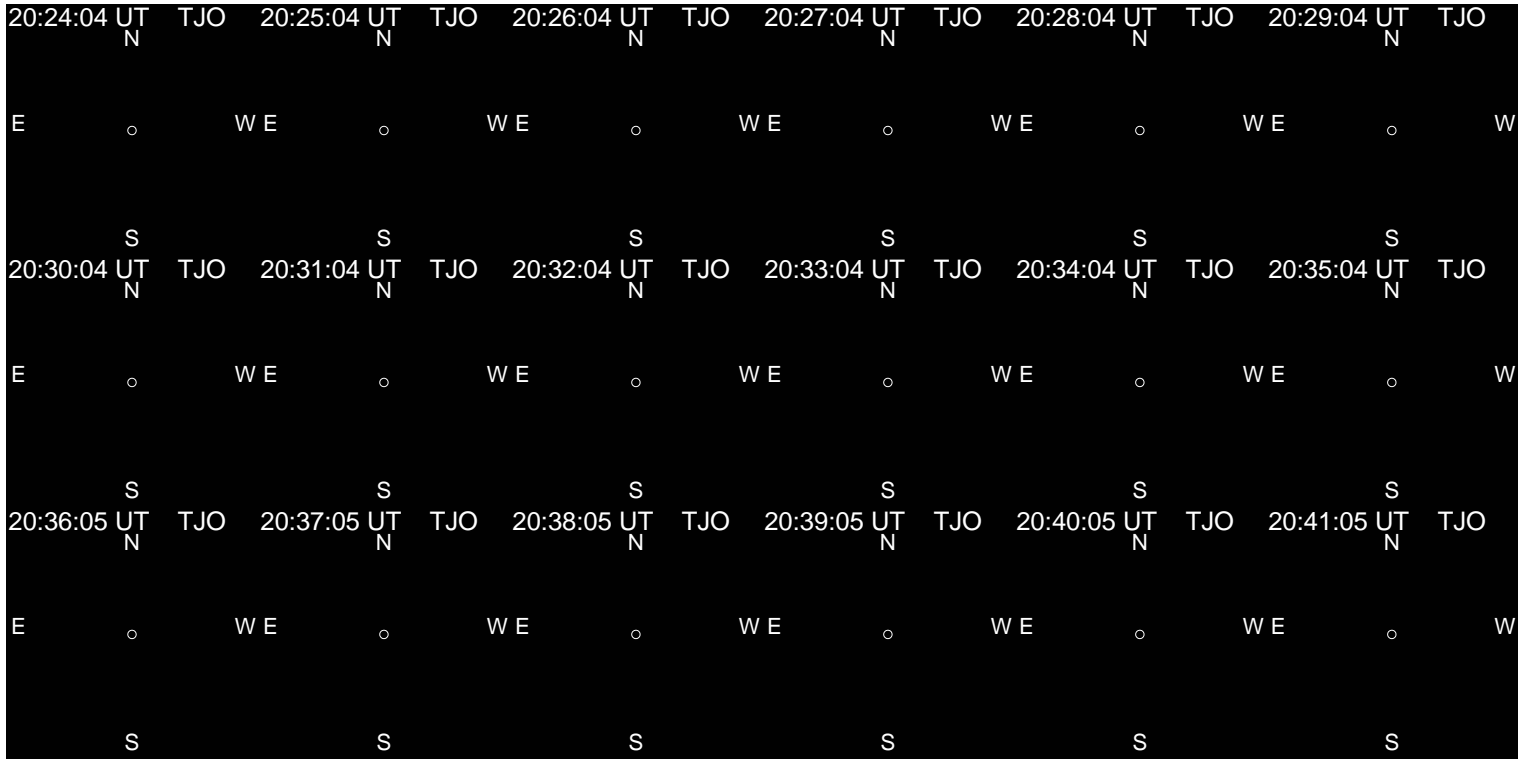 20:24:04 UT TJO 20:25:04 UT TJO 20:26:04 UT TJO 20:27:04 UT TJO 20:28:04 UT TJO 20:29:04 UT TJO
N N N N N N
E W E W E W E W E W E W
S S S S S S
20:30:04 UT TJO 20:31:04 UT TJO 20:32:04 UT TJO 20:33:04 UT TJO 20:34:04 UT TJO 20:35:04 UT TJO
N N N N N N
E W E W E W E W E W E W
S S S S S S
20:36:05 UT TJO 20:37:05 UT TJO 20:38:05 UT TJO 20:39:05 UT TJO 20:40:05 UT TJO 20:41:05 UT TJO
N N N N N N
E W E W E W E W E W E W
S S S S S S